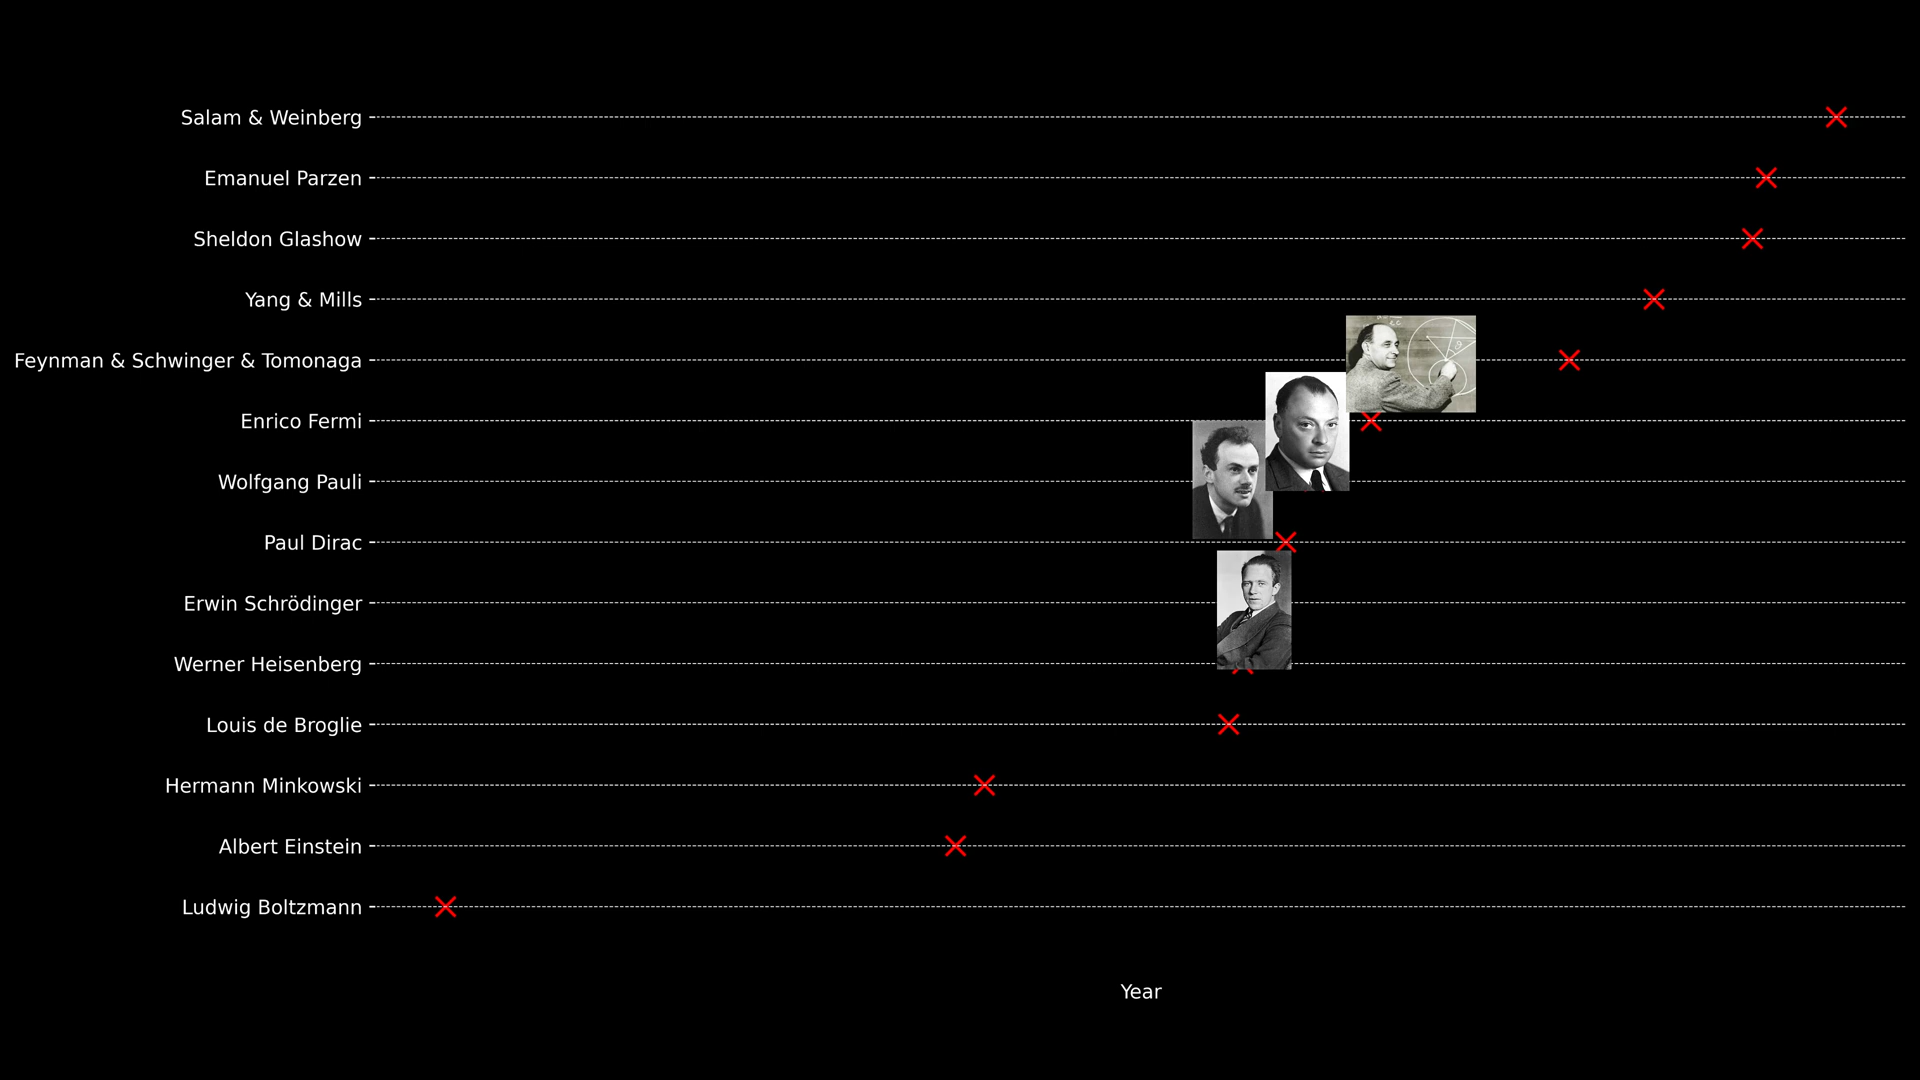 Salam & Weinberg
Emanuel Parzen
Sheldon Glashow
Yang & Mills
Feynman & Schwinger & Tomonaga
Enrico Fermi
Wolfgang Pauli
Paul Dirac
Erwin Schrödinger
Werner Heisenberg
Louis de Broglie
Hermann Minkowski
Albert Einstein
Ludwig Boltzmann
Year